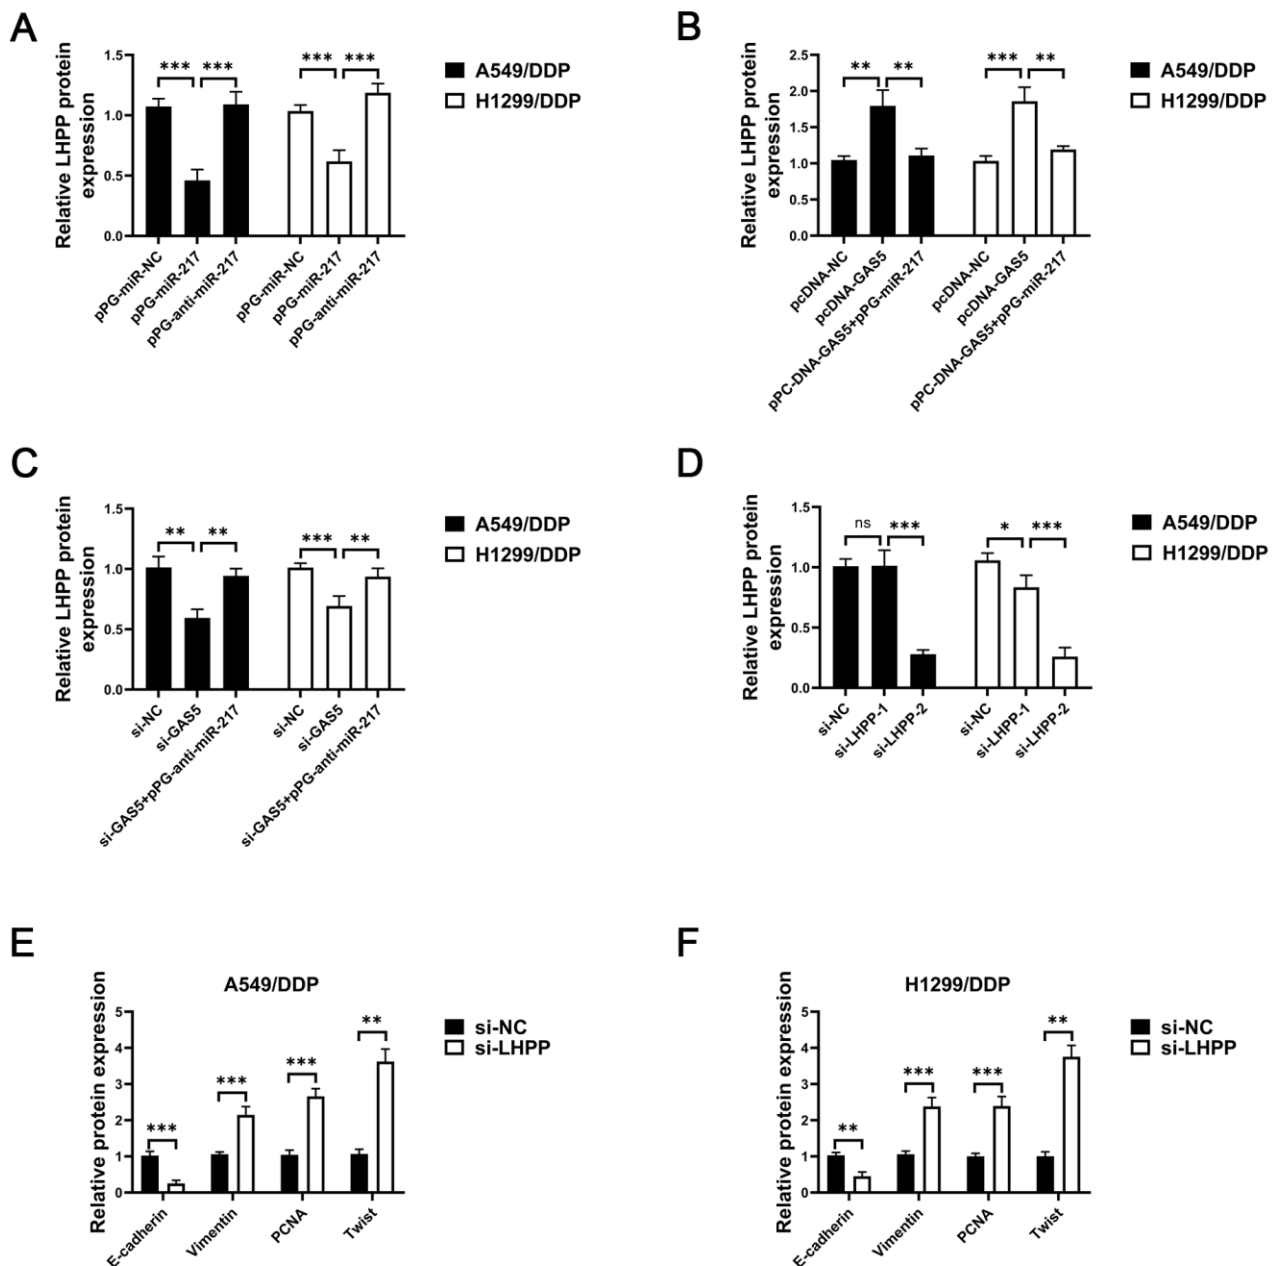 A
Relative LHPP protein
expression
1.5
1.0
0.5
0.0
*** *** *** ***
pPG-miR-NC
pPG-miR-217
pPG-anti-miR-217
pPG-miR-NC
pPG-miR-217
pPG-anti-miR-217
A549/DDP
H1299/DDP
B
Relative LHPP protein
expression
2.5
2.0
1.5
1.0
0.5
0.0
** ** *** **
pcDNA-NC
pcDNA-GAS5
pPC-DNA-GAS5+pPG-miR-217
pcDNA-NC
pcDNA-GAS5
pPC-DNA-GAS5+pPG-miR-217
A549/DDP
H1299/DDP
C
Relative LHPP protein
expression
1.5
1.0
0.5
0.0
** ** *** **
si-NC
si-GAS5
si-GAS5+pPG-anti-miR-217
si-NC
si-GAS5
si-GAS5+pPG-anti-miR-217
A549/DDP
H1299/DDP
D
Relative LHPP protein
expression
1.5
1.0
0.5
0.0
ns *** * ***
si-NC
si-LHPP-1
si-LHPP-2
si-NC
si-LHPP-1
si-LHPP-2
A549/DDP
H1299/DDP
E
A549/DDP
Relative protein expression
5
4
3
2
1
0
*** *** *** **
E-cadherin
Vimentin
PCNA
Twist
si-NC
si-LHPP
F
H1299/DDP
Relative protein expression
5
4
3
2
1
0
** *** *** **
E-cadherin
Vimentin
PCNA
Twist
si-NC
si-LHPP